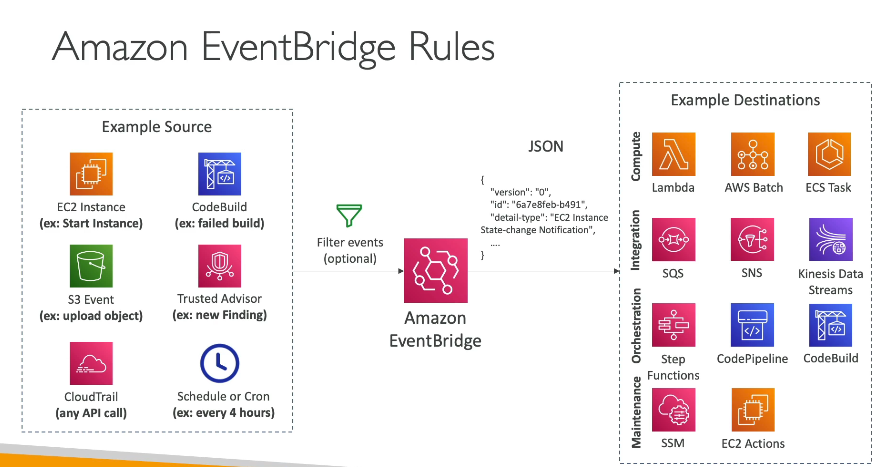 Amazon EventBridge Rules
Example Source
EC2 Instance
(ex: Start Instance)
CodeBuild
(ex: failed build)
S3 Event
(ex: upload object)
Trusted Advisor
(ex: new Finding)
CloudTrail
(any API call)
Schedule or Cron
(ex: every 4 hours)
Filter events
(optional)
Amazon
EventBridge
JSON
{
"version": "0",
"id": "6a7e8feb-b491",
"detail-type": "EC2 Instance
State-change Notification",
....
}
Example Destinations
Compute
Lambda
AWS Batch
ECS Task
Integration
SQS
SNS
Kinesis Data
Streams
Orchestration
Step
Functions
CodePipeline
CodeBuild
Maintenance
SSM
EC2 Actions